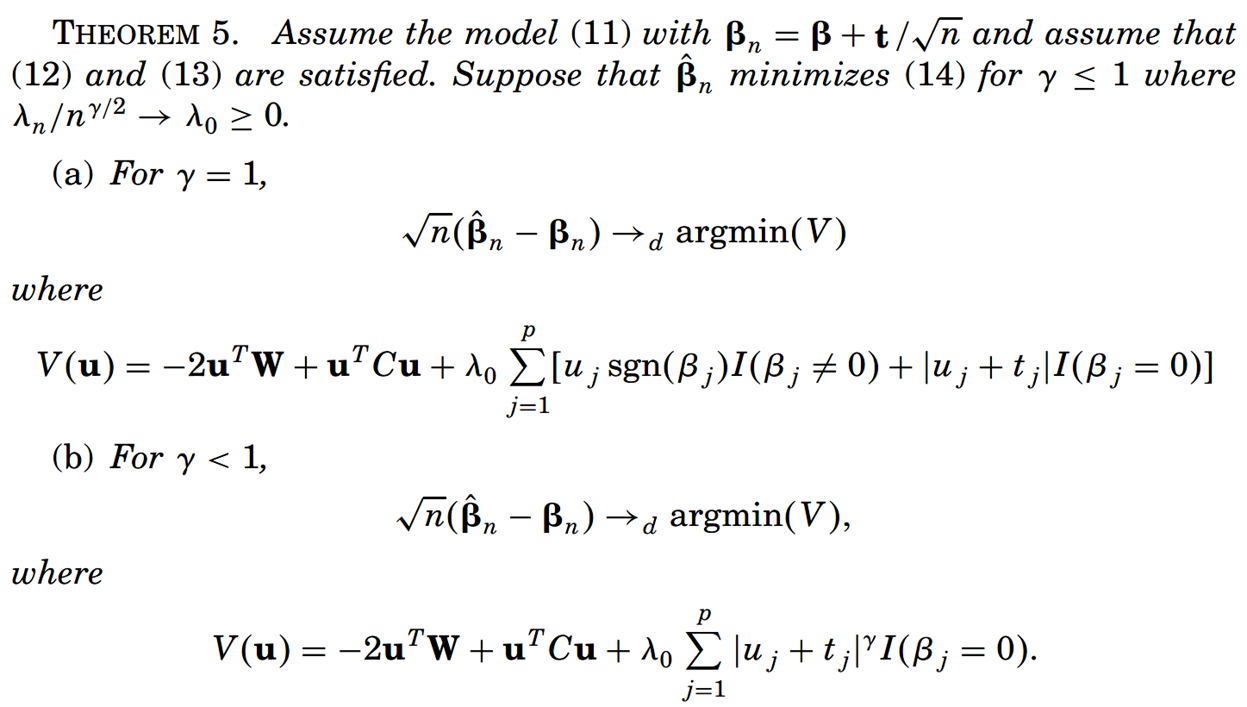 THEOREM 5. Assume the model (11) with β_n = β + t/√n and assume that
(12) and (13) are satisfied. Suppose that β̂_n minimizes (14) for γ ≤ 1 where
λ_n/n^{γ/2} → λ_0 ≥ 0.
(a) For γ = 1,
√n(β̂_n − β_n) →_d argmin(V)
where
V(u) = −2u^T W + u^T Cu + λ_0 ∑_{j=1}^{p} [u_j sgn(β_j)I(β_j ≠ 0) + |u_j + t_j|I(β_j = 0)]
(b) For γ < 1,
√n(β̂_n − β_n) →_d argmin(V),
where
V(u) = −2u^T W + u^T Cu + λ_0 ∑_{j=1}^{p} |u_j + t_j|^γ I(β_j = 0).